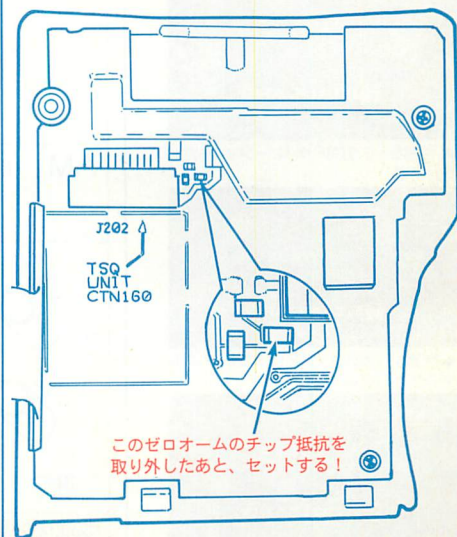 J202
TSQ
UNIT
CTN160
このゼロオームのチップ抵抗を
取り外したあと、セットする！